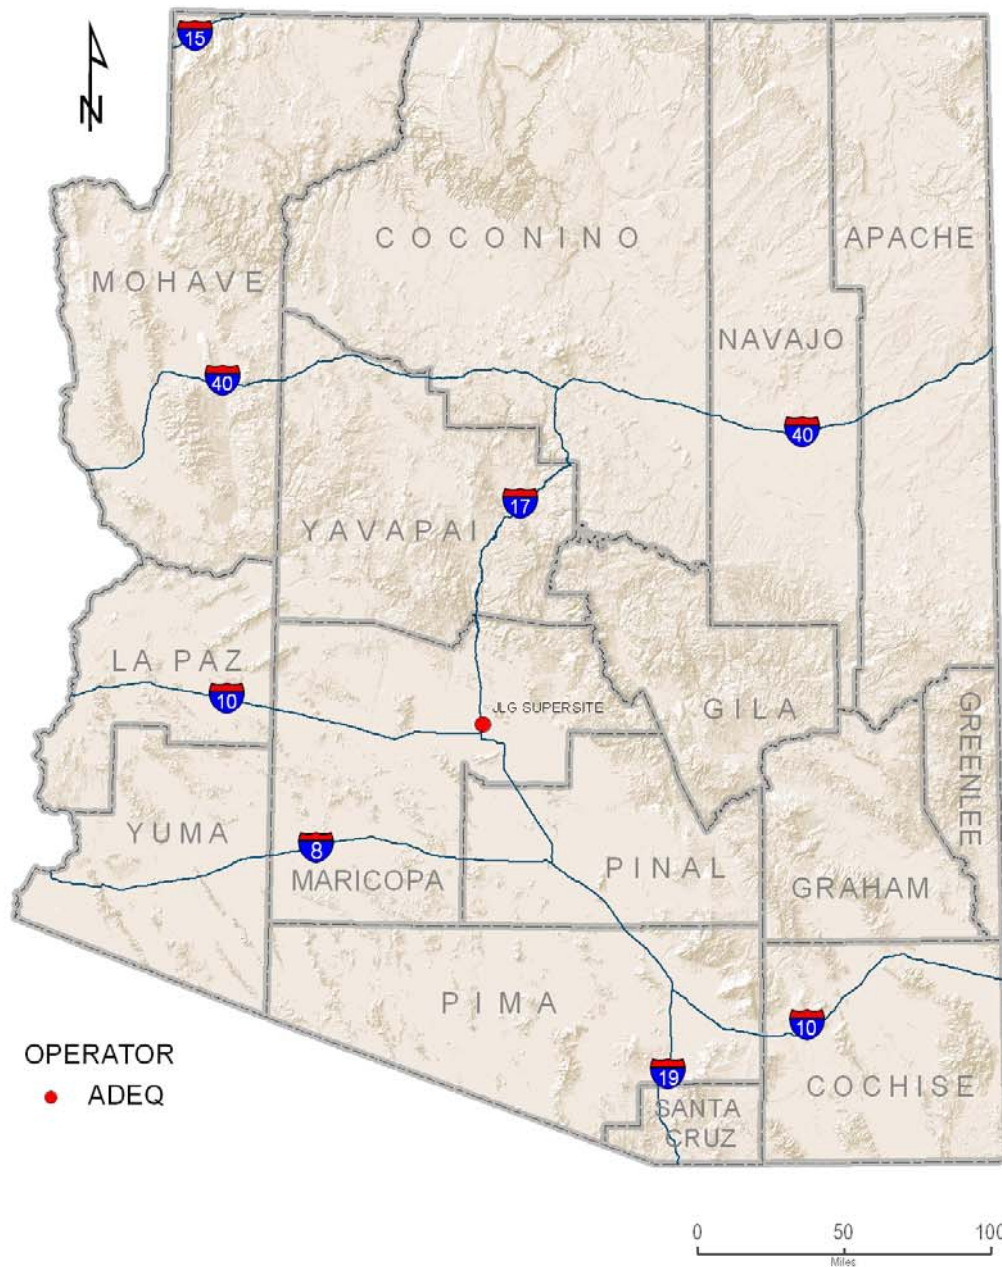 15
N
COCONINO
APACHE
MOHAVE
NAVAJO
40
40
17
YAVAPAI
LA PAZ
10
JLG SUPERSITE
GILA
GREENLEE
YUMA
8
MARICOPA
PINAL
GRAHAM
PIMA
10
OPERATOR
ADEQ
19
COCHISE
SANTA
CRUZ
0 50 100
Miles